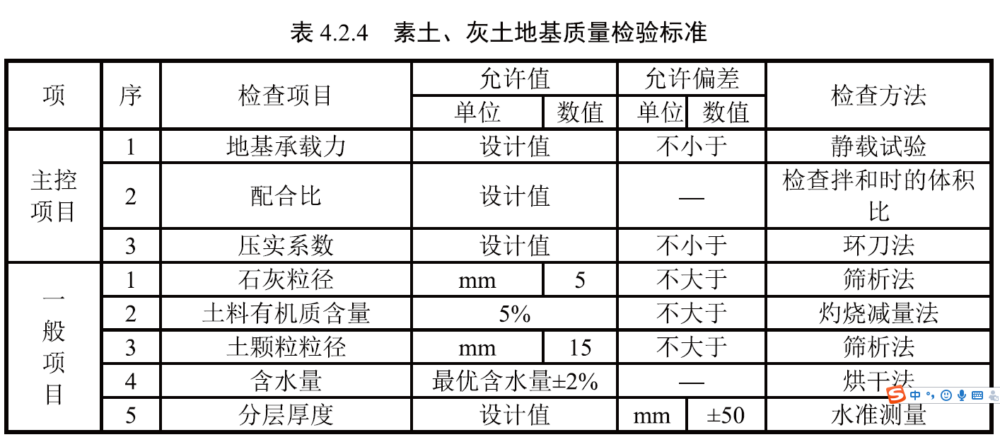 表 4.2.4 素土、灰土地基质量检验标准
项 序 检查项目 允许值 允许偏差 检查方法
单位 数值 单位 数值
主控项目 1 地基承载力 设计值 不小于 静载试验
2 配合比 设计值 — 检查拌和时的体积
比
3 压实系数 设计值 不小于 环刀法
一般项目 1 石灰粒径 mm 5 不大于 筛析法
2 土料有机质含量 5% 不大于 灼烧减量法
3 土颗粒粒径 mm 15 不大于 筛析法
4 含水量 最优含水量±2% — 烘干法
S 中
5 分层厚度 设计值 mm ±50 水准测量